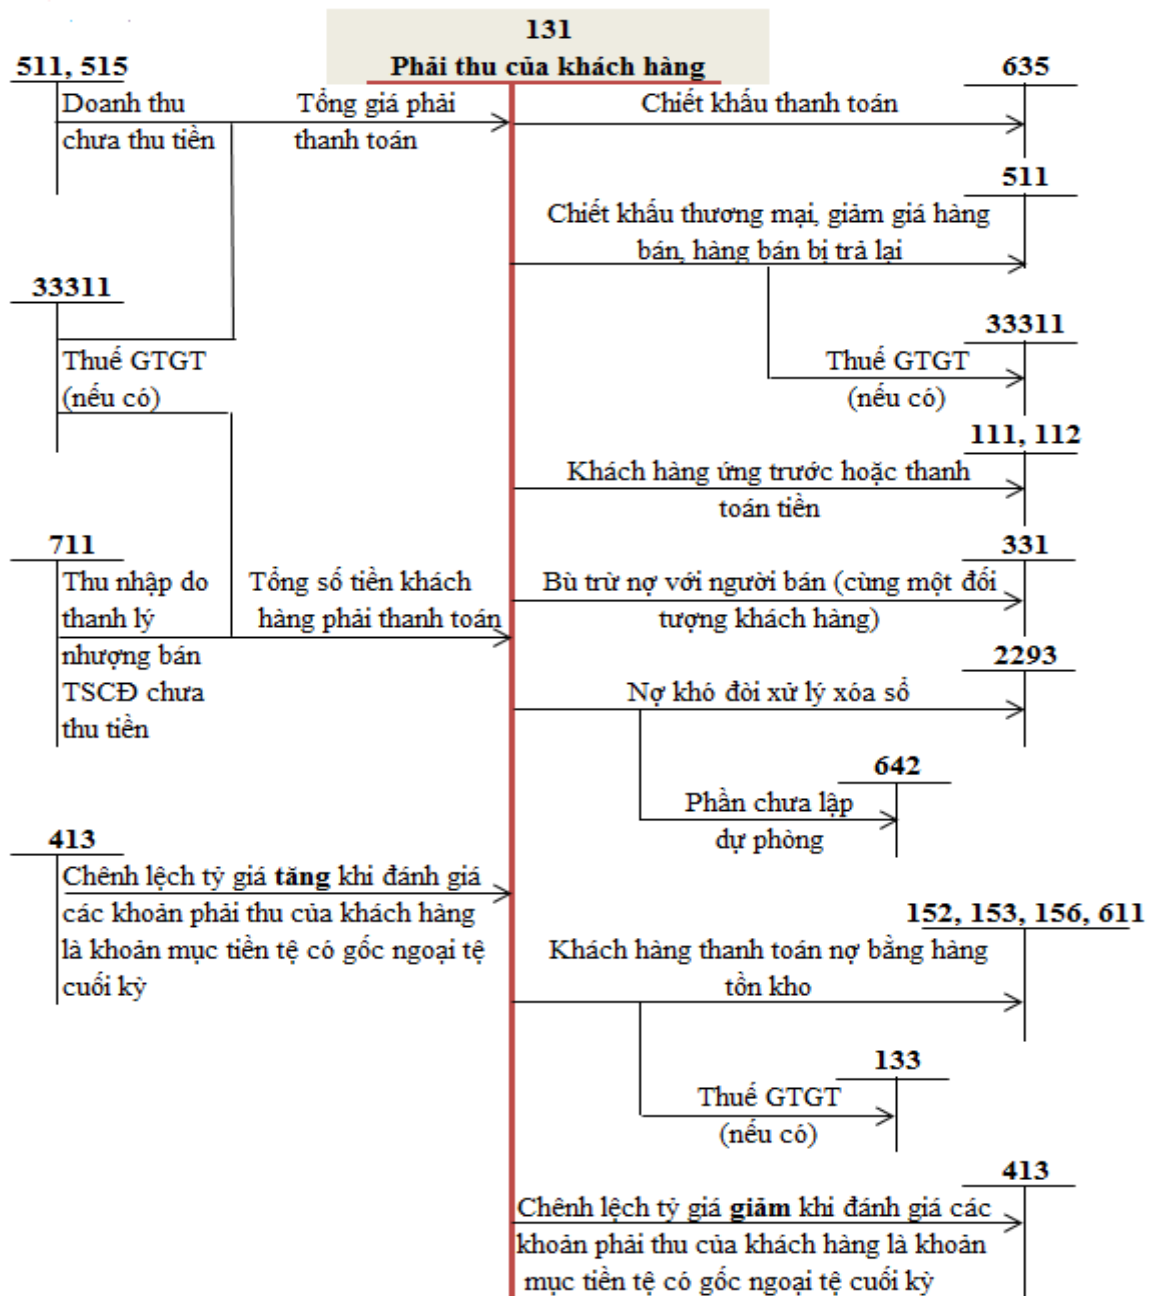 131
Phải thu của khách hàng
511, 515
Doanh thu
chưa thu tiền
Tổng giá phải
thanh toán
33311
Thuế GTGT
(nếu có)
711
Thu nhập do
thanh lý
nhượng bán
TSCĐ chưa
thu tiền
Tổng số tiền khách
hàng phải thanh toán
413
Chênh lệch tỷ giá tăng khi đánh giá
các khoản phải thu của khách hàng
là khoản mục tiền tệ có gốc ngoại tệ
cuối kỳ
635
Chiết khấu thanh toán
511
Chiết khấu thương mại, giảm giá hàng
bán, hàng bán bị trả lại
33311
Thuế GTGT
(nếu có)
111, 112
Khách hàng ứng trước hoặc thanh
toán tiền
331
Bù trừ nợ với người bán (cùng một đối
tượng khách hàng)
2293
Nợ khó đòi xử lý xóa sổ
642
Phần chưa lập
dự phòng
152, 153, 156, 611
Khách hàng thanh toán nợ bằng hàng
tồn kho
133
Thuế GTGT
(nếu có)
413
Chênh lệch tỷ giá giảm khi đánh giá các
khoản phải thu của khách hàng là khoản
mục tiền tệ có gốc ngoại tệ cuối kỳ